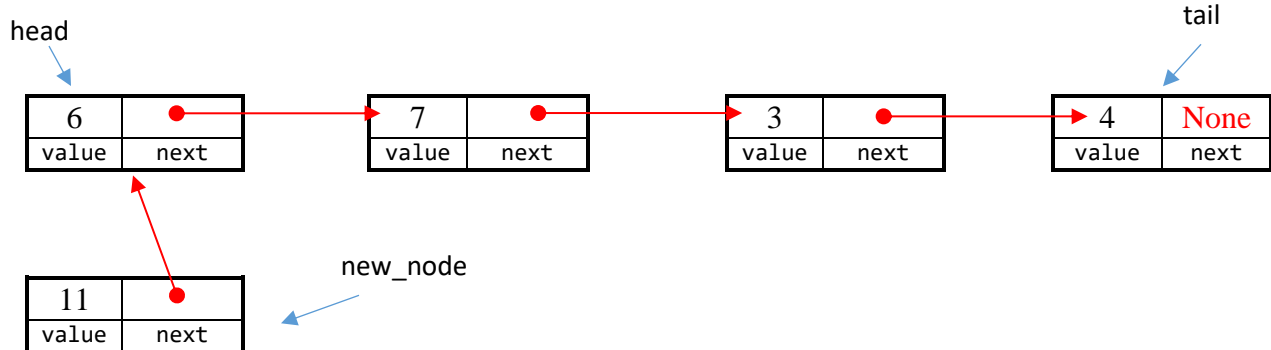 head
tail
6
7
3
4 None
value next
value next
value next
value next
new_node
11
value next